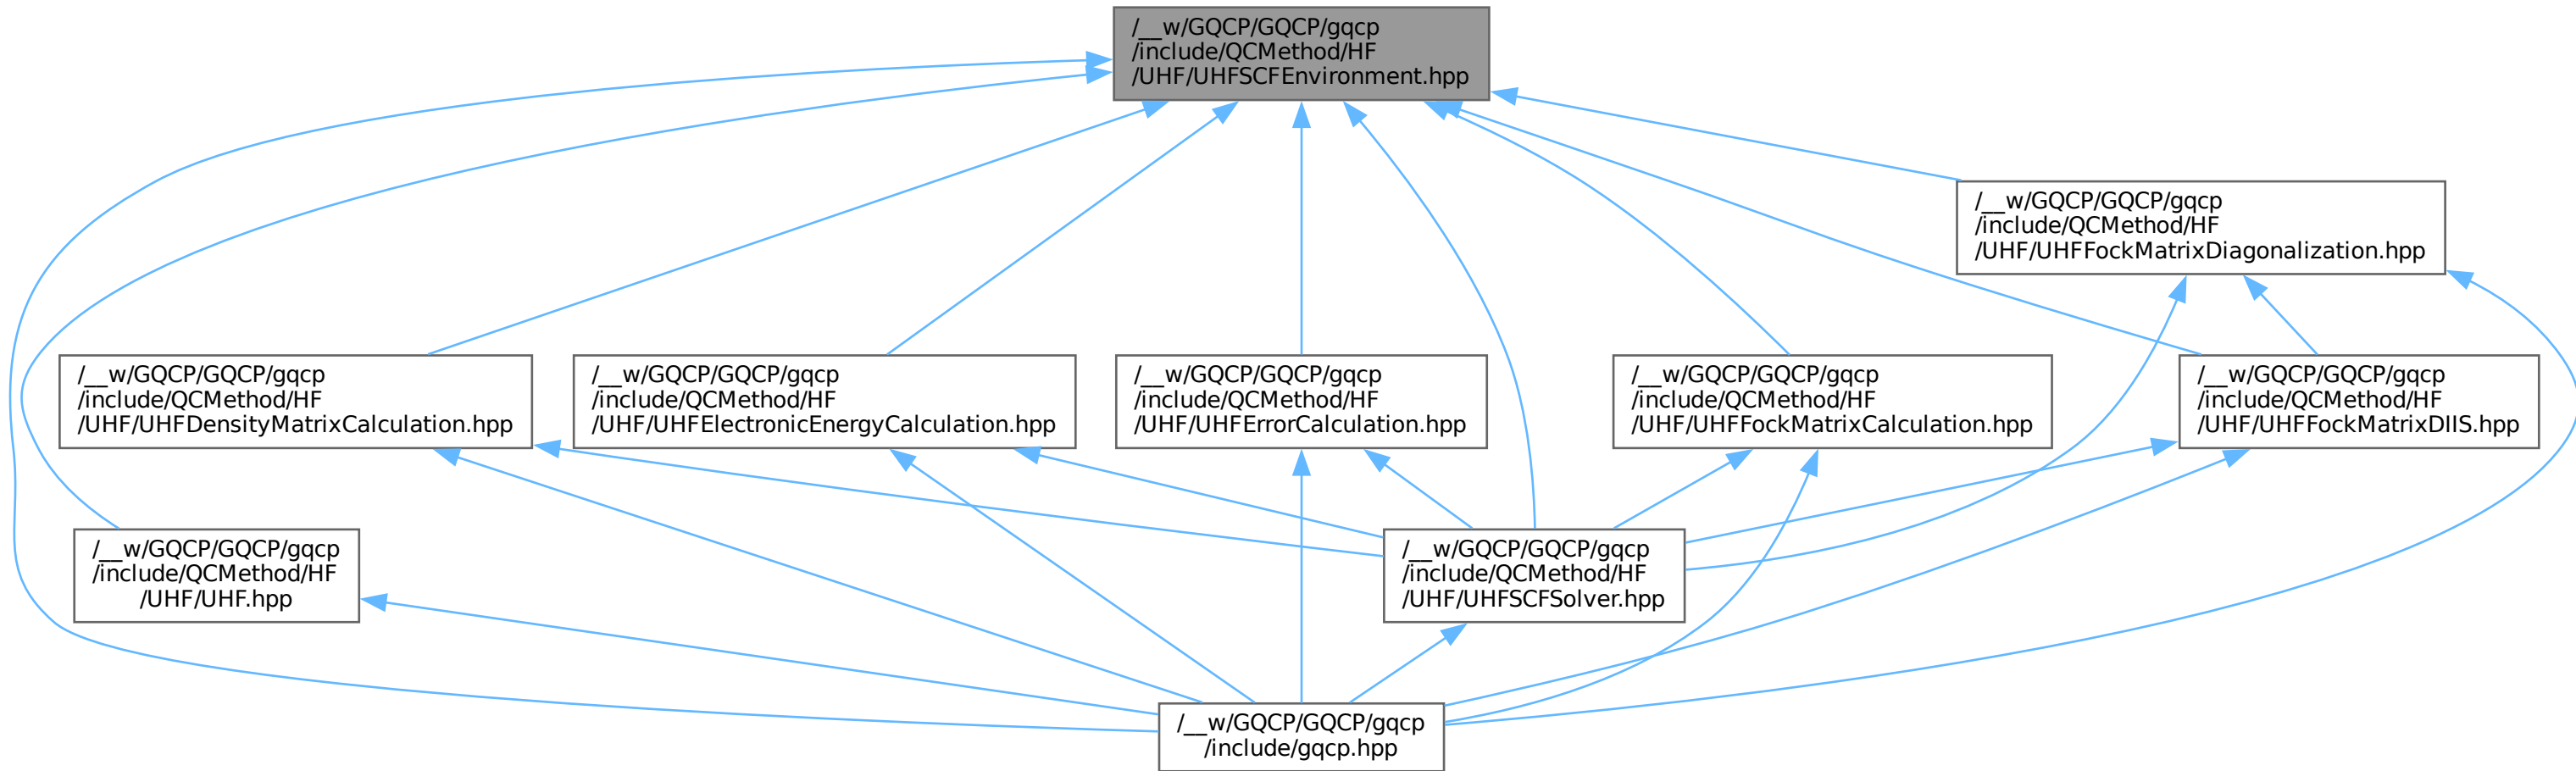 /__w/GQCP/GQCP/gqcp
/include/QCMethod/HF
/UHF/UHFSCFEnvironment.hpp
/__w/GQCP/GQCP/gqcp
/include/QCMethod/HF
/UHF/UHFFockMatrixDiagonalization.hpp
/__w/GQCP/GQCP/gqcp
/include/QCMethod/HF
/UHF/UHFDensityMatrixCalculation.hpp
/__w/GQCP/GQCP/gqcp
/include/QCMethod/HF
/UHF/UHFElectronicEnergyCalculation.hpp
/__w/GQCP/GQCP/gqcp
/include/QCMethod/HF
/UHF/UHFErrorCalculation.hpp
/__w/GQCP/GQCP/gqcp
/include/QCMethod/HF
/UHF/UHFFockMatrixCalculation.hpp
/__w/GQCP/GQCP/gqcp
/include/QCMethod/HF
/UHF/UHFFockMatrixDIIS.hpp
/__w/GQCP/GQCP/gqcp
/include/QCMethod/HF
/UHF/UHF.hpp
/__w/GQCP/GQCP/gqcp
/include/QCMethod/HF
/UHF/UHFSCFSolver.hpp
/__w/GQCP/GQCP/gqcp
/include/gqcp.hpp